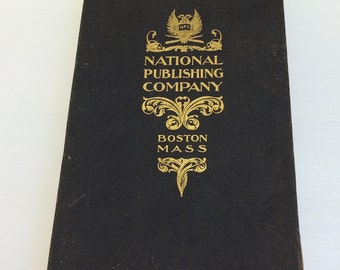 NATIONAL
PUBLISHING
COMPANY
BOSTON
MASS